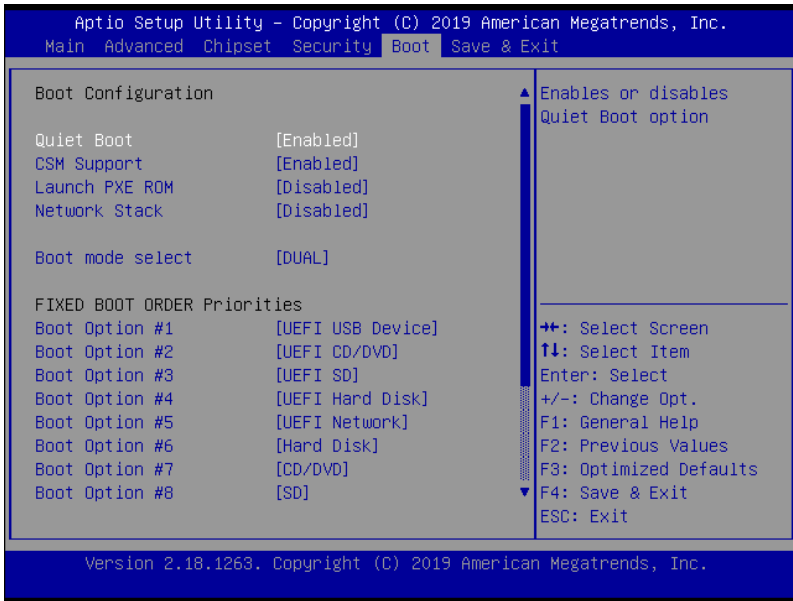 Aptio Setup Utility – Copyright (C) 2019 American Megatrends, Inc.
Main Advanced Chipset Security Boot Save & Exit
Boot Configuration
Quiet Boot [Enabled]
CSM Support [Enabled]
Launch PXE ROM [Disabled]
Network Stack [Disabled]
Boot mode select [DUAL]
FIXED BOOT ORDER Priorities
Boot Option #1 [UEFI USB Device]
Boot Option #2 [UEFI CD/DVD]
Boot Option #3 [UEFI SD]
Boot Option #4 [UEFI Hard Disk]
Boot Option #5 [UEFI Network]
Boot Option #6 [Hard Disk]
Boot Option #7 [CD/DVD]
Boot Option #8 [SD]
Enables or disables
Quiet Boot option
→←: Select Screen
↑↓: Select Item
Enter: Select
+/-: Change Opt.
F1: General Help
F2: Previous Values
F3: Optimized Defaults
F4: Save & Exit
ESC: Exit
Version 2.18.1263. Copyright (C) 2019 American Megatrends, Inc.